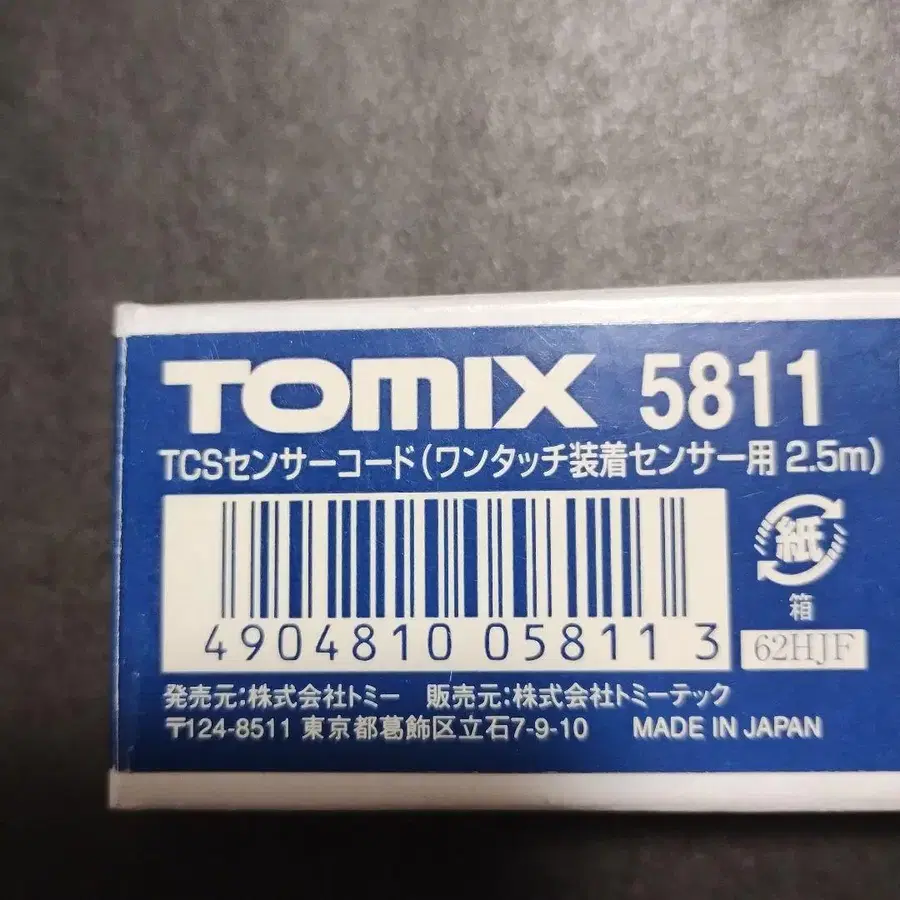 TOMIX 5811
TCSセンサーコード(ワンタッチ装着センサー用2.5m)
紙
箱
4904810 058113
62HJF
発売元:株式会社トミー 販売元:株式会社トミーテック
〒124-8511 東京都葛飾区立石7-9-10 MADE IN JAPAN